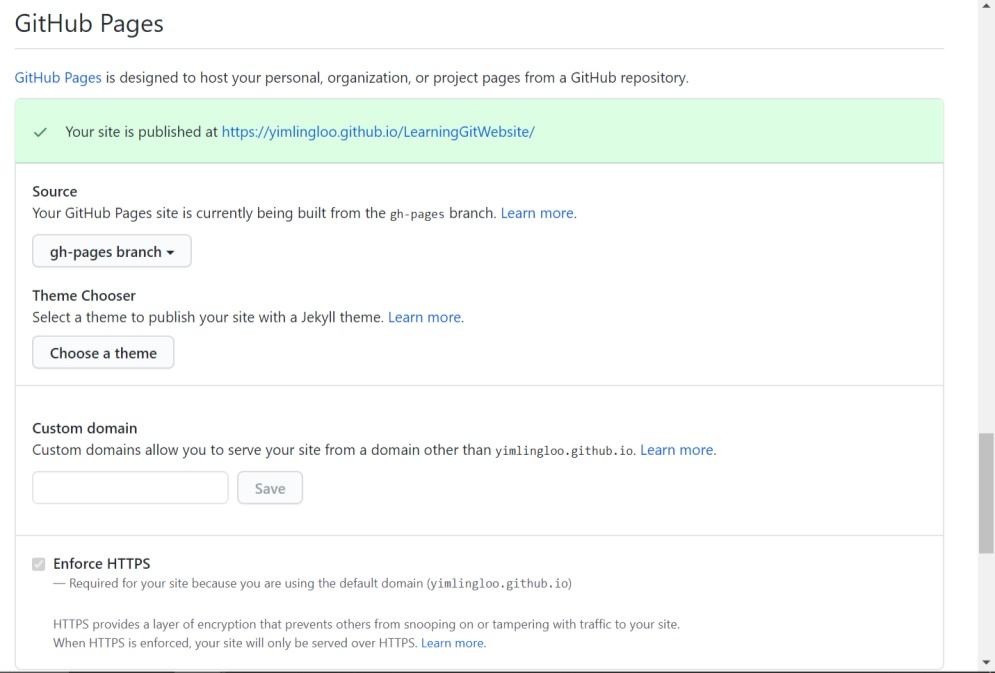 GitHub Pages
GitHub Pages is designed to host your personal, organization, or project pages from a GitHub repository.
Your site is published at https://yimlingloo.github.io/LearningGitWebsite/
Source
Your GitHub Pages site is currently being built from the gh-pages branch. Learn more.
gh-pages branch
Theme Chooser
Select a theme to publish your site with a Jekyll theme. Learn more.
Choose a theme
Custom domain
Custom domains allow you to serve your site from a domain other than yimlingloo.github.io. Learn more.
Save
Enforce HTTPS
— Required for your site because you are using the default domain (yimlingloo.github.io)
HTTPS provides a layer of encryption that prevents others from snooping on or tampering with traffic to your site.
When HTTPS is enforced, your site will only be served over HTTPS. Learn more.